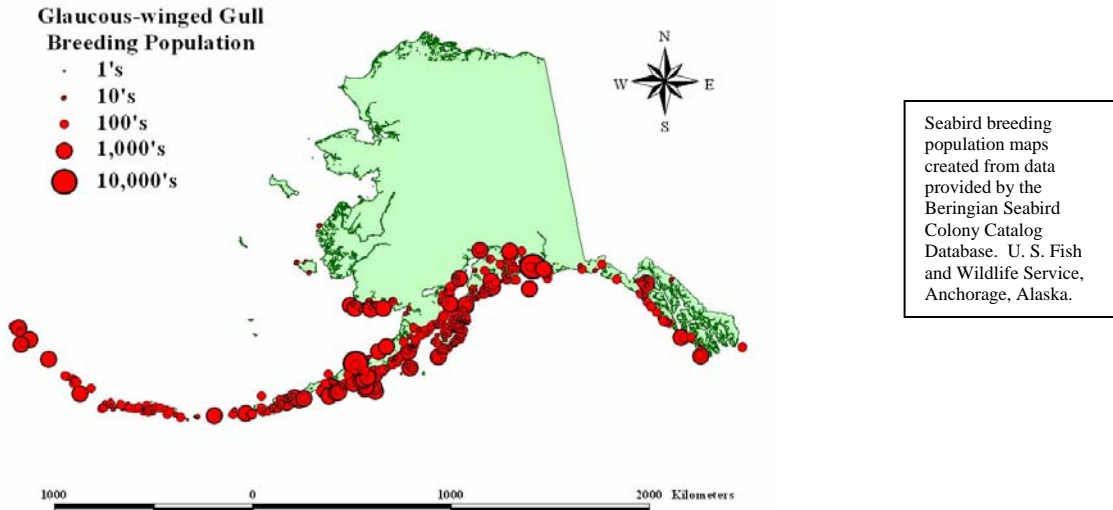 Glaucous-winged Gull
Breeding Population
1's
10's
100's
1,000's
10,000's
N
W E
S
Seabird breeding
population maps
created from data
provided by the
Beringian Seabird
Colony Catalog
Database. U. S. Fish
and Wildlife Service,
Anchorage, Alaska.
1000 0 1000 2000 Kilometers